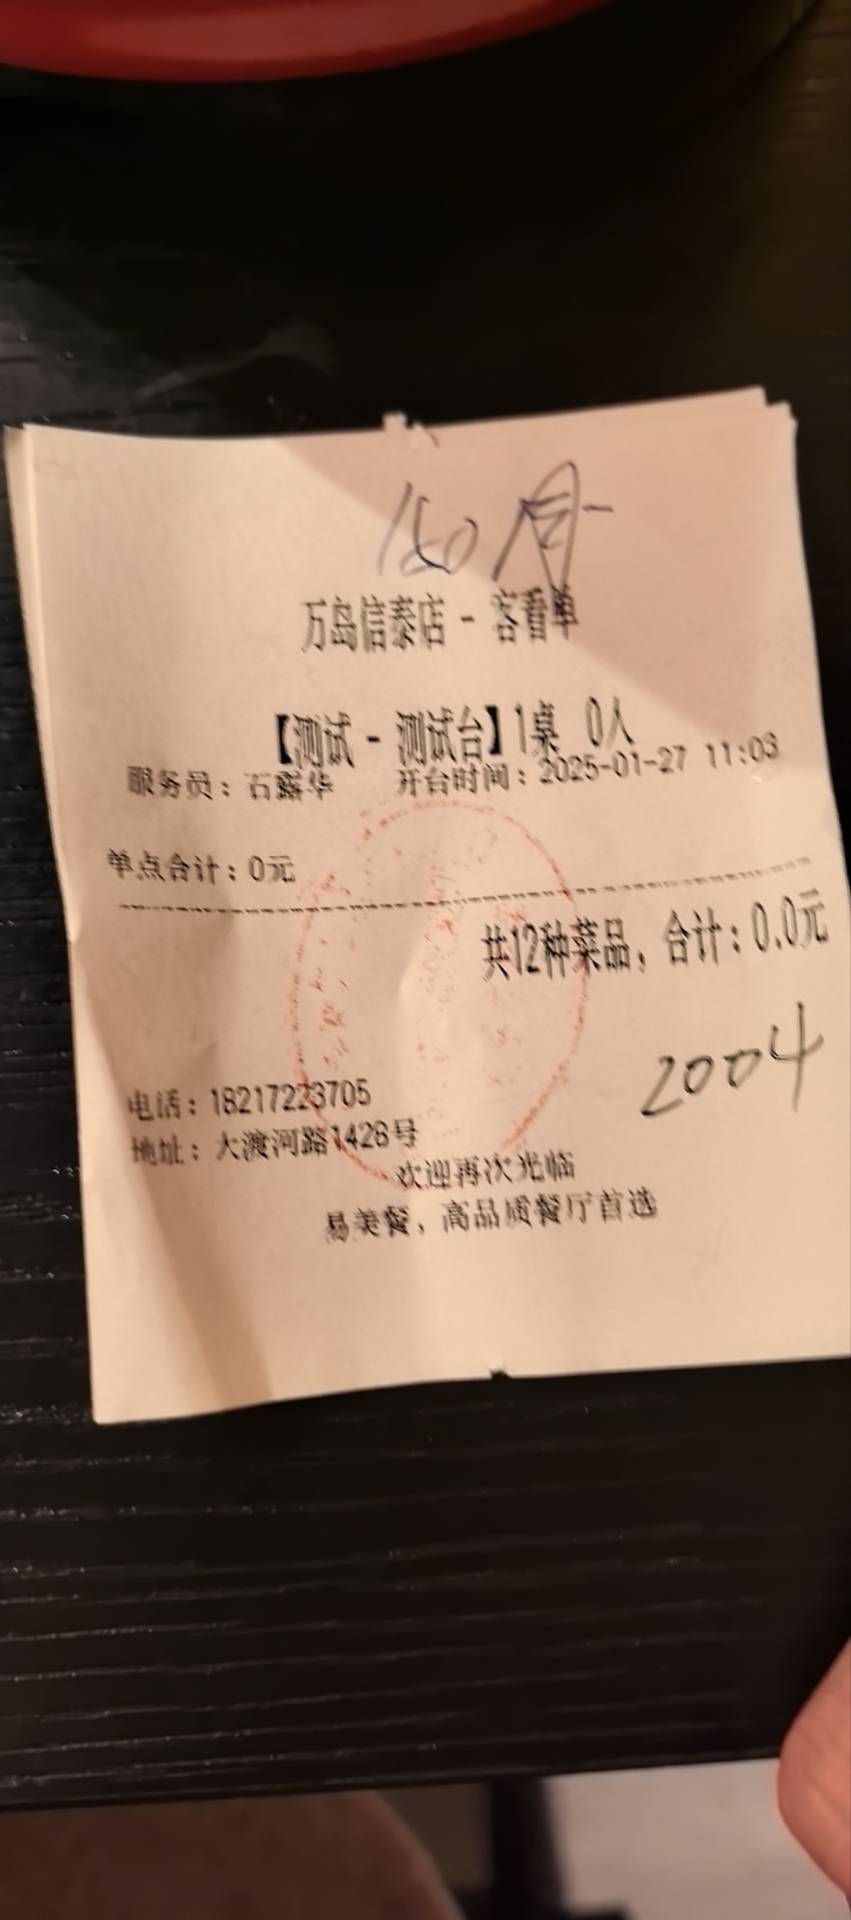 万岛信泰店 - 客看单
【测试 - 测试台】1桌 0人
服务员：石露华 开台时间：2025-01-27 11:03
单点合计：0元
共12种菜品，合计：0.0元
2004
电话：18217223705
地址：大渡河路1428号
欢迎再次光临
易美餐，高品质餐厅首选